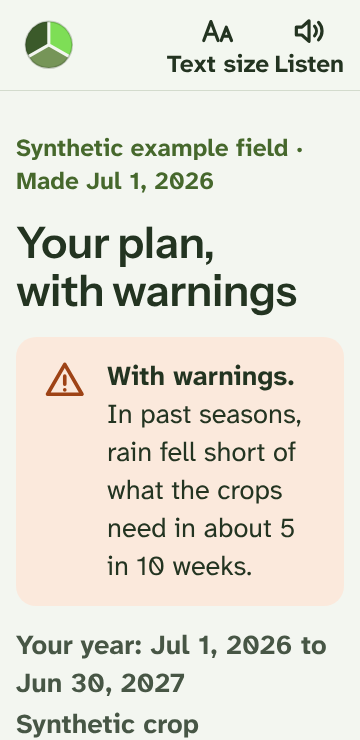 Text size Listen
Synthetic example field ·
Made Jul 1, 2026
Your plan,
with warnings
With warnings.
In past seasons,
rain fell short of
what the crops
need in about 5
in 10 weeks.
Your year: Jul 1, 2026 to
Jun 30, 2027
Synthetic crop